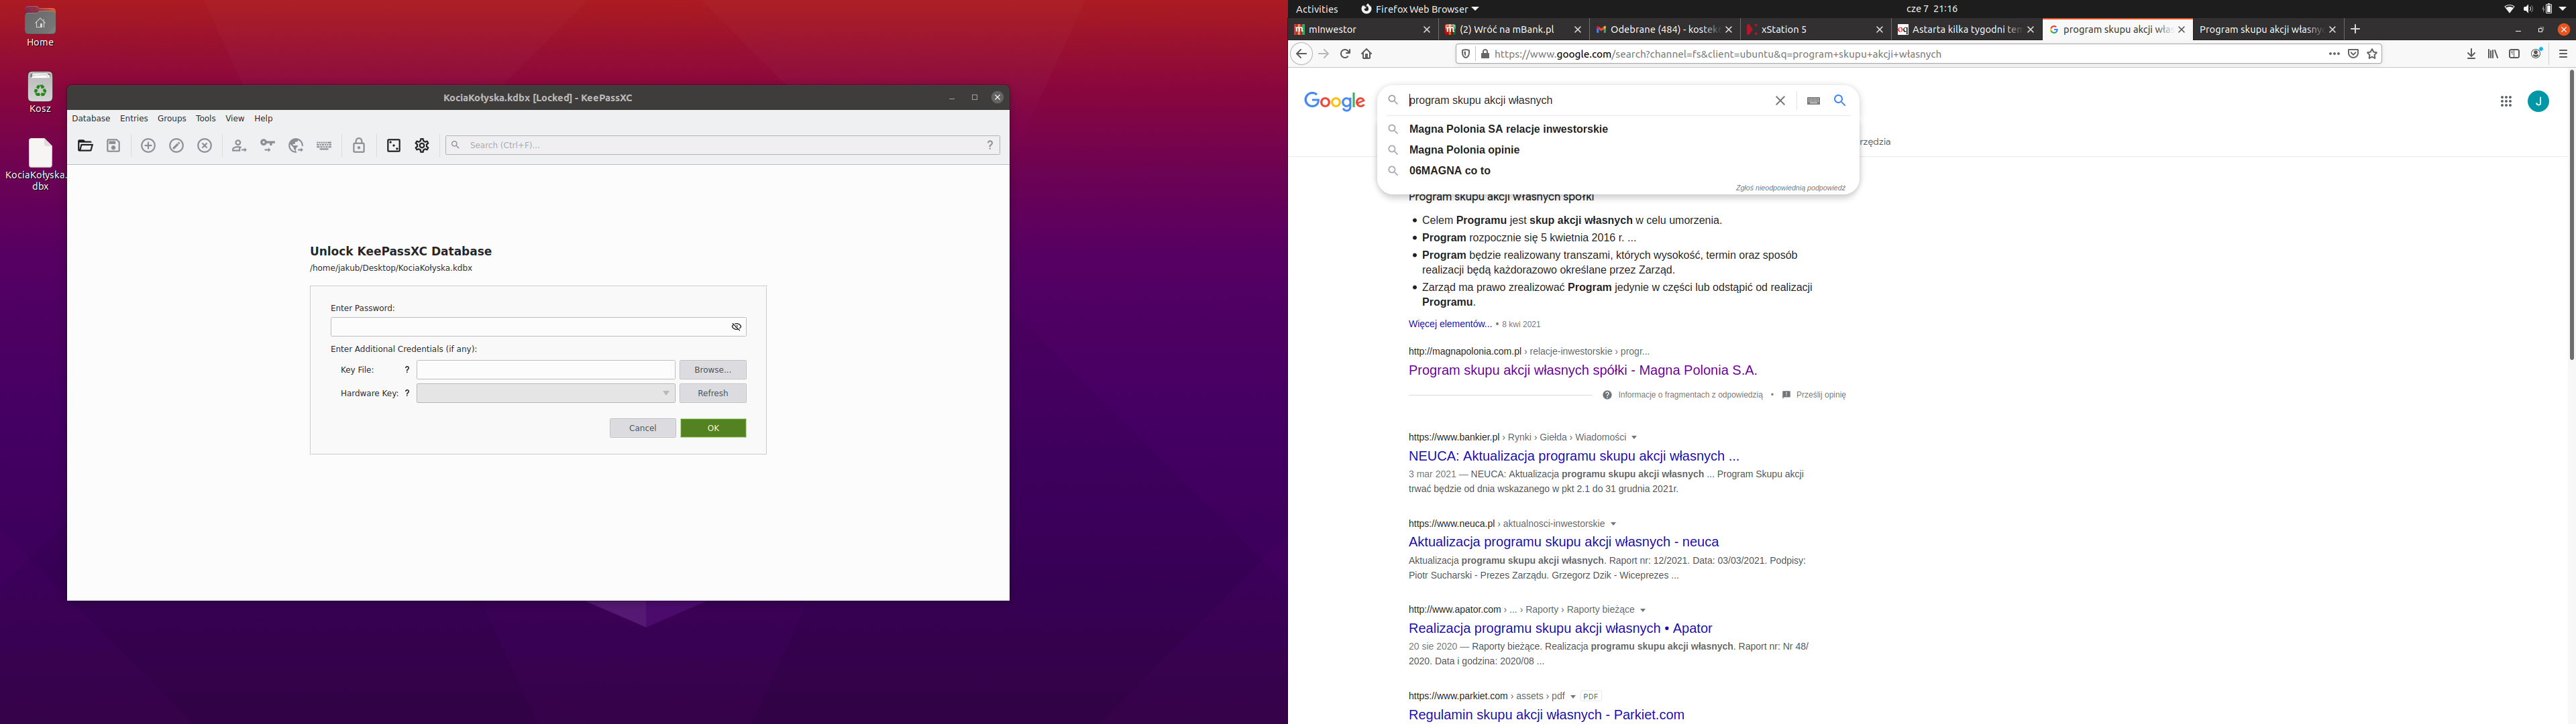 Home
Kosz
KociaKołyska.
dbx
KociaKołyska.kdbx [Locked] - KeePassXC
Database Entries Groups Tools View Help
Search (Ctrl+F)... ?
Unlock KeePassXC Database
/home/jakub/Desktop/KociaKołyska.kdbx
Enter Password:
Enter Additional Credentials (if any):
Key File: ? Browse...
Hardware Key: ? Refresh
Cancel OK
Activities Firefox Web Browser cze 7 21:16
mInwestor (2) Wróć na mBank.pl Odebrane (484) - kostek xStation 5 Astarta kilka tygodni tem program skupu akcji włas Program skupu akcji własny
https://www.google.com/search?channel=fs&client=ubuntu&q=program+skupu+akcji+własnych
Google program skupu akcji własnych J
Magna Polonia SA relacje inwestorskie
rzędzia
Magna Polonia opinie
06MAGNA co to
Zgłoś nieodpowiednią podpowiedź
Program skupu akcji własnych spółki
Celem Programu jest skup akcji własnych w celu umorzenia.
Program rozpocznie się 5 kwietnia 2016 r. ...
Program będzie realizowany transzami, których wysokość, termin oraz sposób
realizacji będą każdorazowo określane przez Zarząd.
Zarząd ma prawo zrealizować Program jedynie w części lub odstąpić od realizacji
Programu.
Więcej elementów... • 8 kwi 2021
http://magnapolonia.com.pl › relacje-inwestorskie › progr...
Program skupu akcji własnych spółki - Magna Polonia S.A.
Informacje o fragmentach z odpowiedzią • Prześlij opinię
https://www.bankier.pl › Rynki › Giełda › Wiadomości
NEUCA: Aktualizacja programu skupu akcji własnych ...
3 mar 2021 — NEUCA: Aktualizacja programu skupu akcji własnych ... Program Skupu akcji
trwać będzie od dnia wskazanego w pkt 2.1 do 31 grudnia 2021r.
https://www.neuca.pl › aktualnosci-inwestorskie
Aktualizacja programu skupu akcji własnych - neuca
Aktualizacja programu skupu akcji własnych. Raport nr: 12/2021. Data: 03/03/2021. Podpisy:
Piotr Sucharski - Prezes Zarządu. Grzegorz Dzik - Wiceprezes ...
http://www.apator.com › ... › Raporty › Raporty bieżące
Realizacja programu skupu akcji własnych • Apator
20 sie 2020 — Raporty bieżące. Realizacja programu skupu akcji własnych. Raport nr: Nr 48/
2020. Data i godzina: 2020/08 ...
https://www.parkiet.com › assets › pdf PDF
Regulamin skupu akcji własnych - Parkiet.com